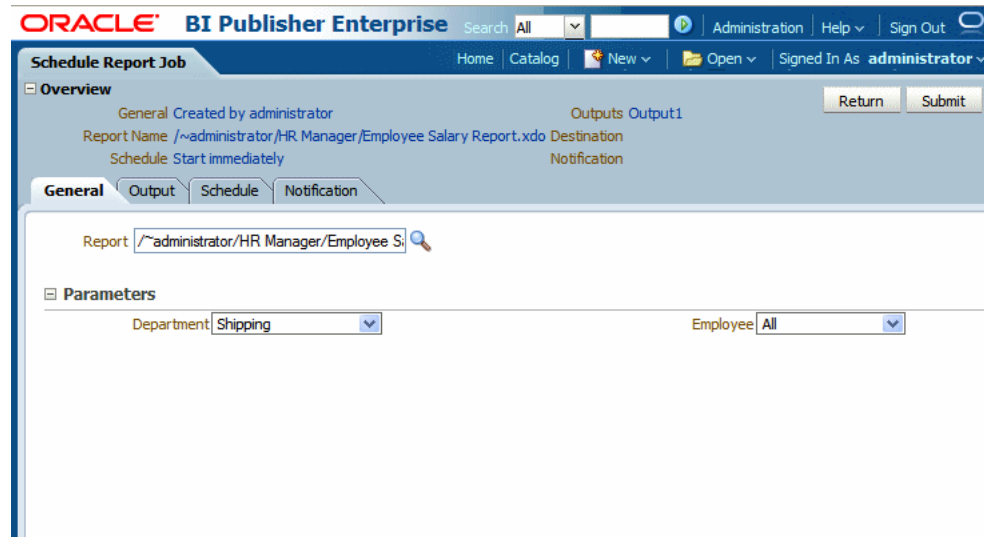 ORACLE BI Publisher Enterprise Search All Administration Help Sign Out
Schedule Report Job Home Catalog New Open Signed In As administrator
Overview
Return Submit
General Created by administrator Outputs Output1
Report Name /~administrator/HR Manager/Employee Salary Report.xdo Destination
Schedule Start immediately Notification
General Output Schedule Notification
Report /~administrator/HR Manager/Employee Sa
Parameters
Department Shipping Employee All